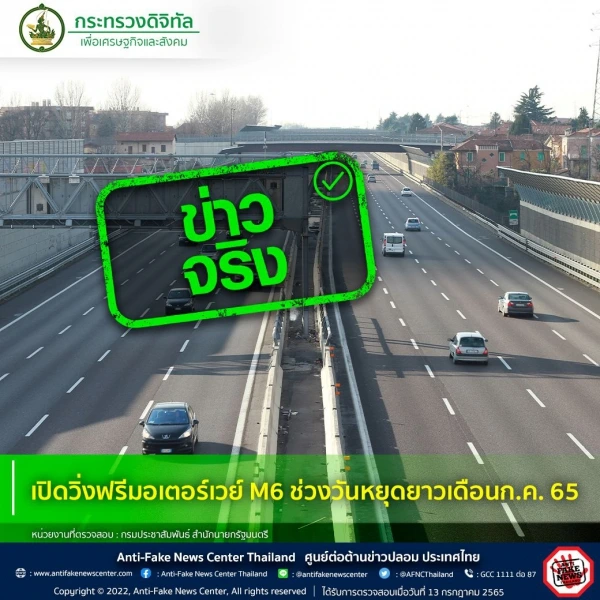 กระทรวงดิจิทัล
เพื่อเศรษฐกิจและสังคม
ข่าว
จริง
เปิดวิ่งฟรีมอเตอร์เวย์ M6 ช่วงวันหยุดยาวเดือนก.ค. 65
หน่วยงานที่ตรวจสอบ : กรมประชาสัมพันธ์ สำนักนายกรัฐมนตรี
Anti-Fake News Center Thailand ศูนย์ต่อต้านข่าวปลอม ประเทศไทย
: www.antifakenewscenter.com : Anti-Fake News Center Thailand : @antifakenewscenter : @AFNCThailand : GCC 1111 ต่อ 87
Copyright © 2022, Anti-Fake News Center, All rights reserved | ได้รับการตรวจสอบเมื่อวันที่ 13 กรกฎาคม 2565
FAKE
NEWS